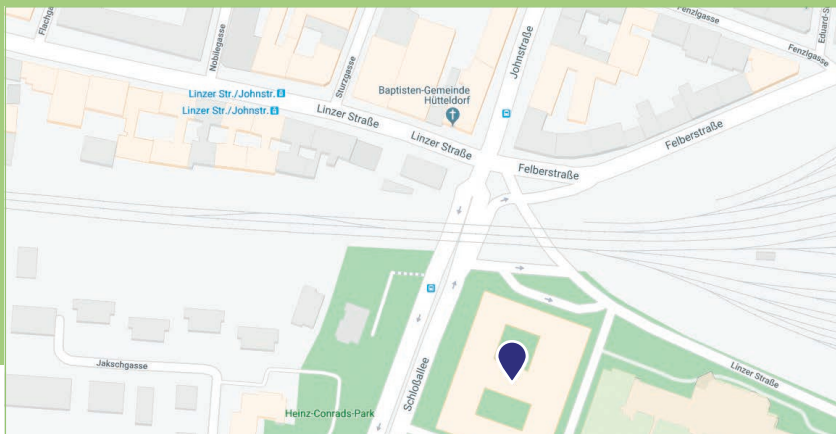 Flachga
Nobilegasse
Sturzgasse
Johnstraße
Fenzlgasse
Fenzlgasse
Eduard-S
Linzer Str./Johnstr.
Linzer Str./Johnstr.
Baptisten-Gemeinde
Hütteldorf
Linzer Straße
Linzer Straße
Felberstraße
Felberstraße
Jakschgasse
Heinz-Conrads-Park
Schloßallee
Linzer Straße